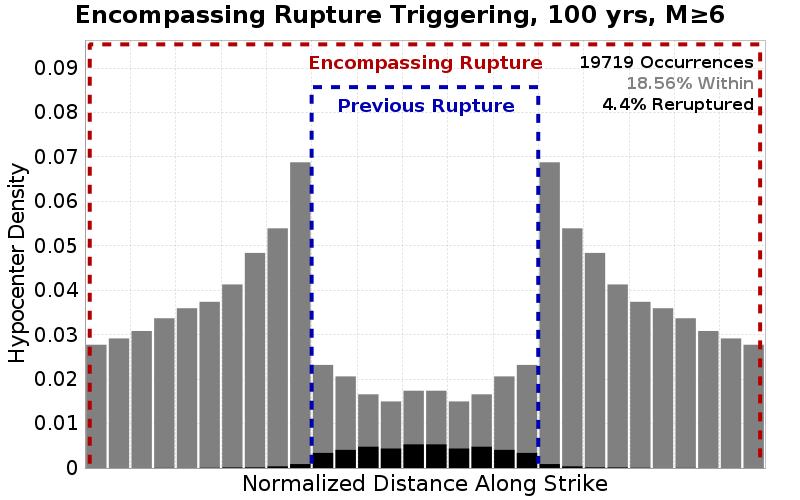 Encompassing Rupture Triggering, 100 yrs, M≥6
Encompassing Rupture
19719 Occurrences
18.56% Within
Previous Rupture
4.4% Reruptured
Hypocenter Density
0.09
0.08
0.07
0.06
0.05
0.04
0.03
0.02
0.01
0
Normalized Distance Along Strike